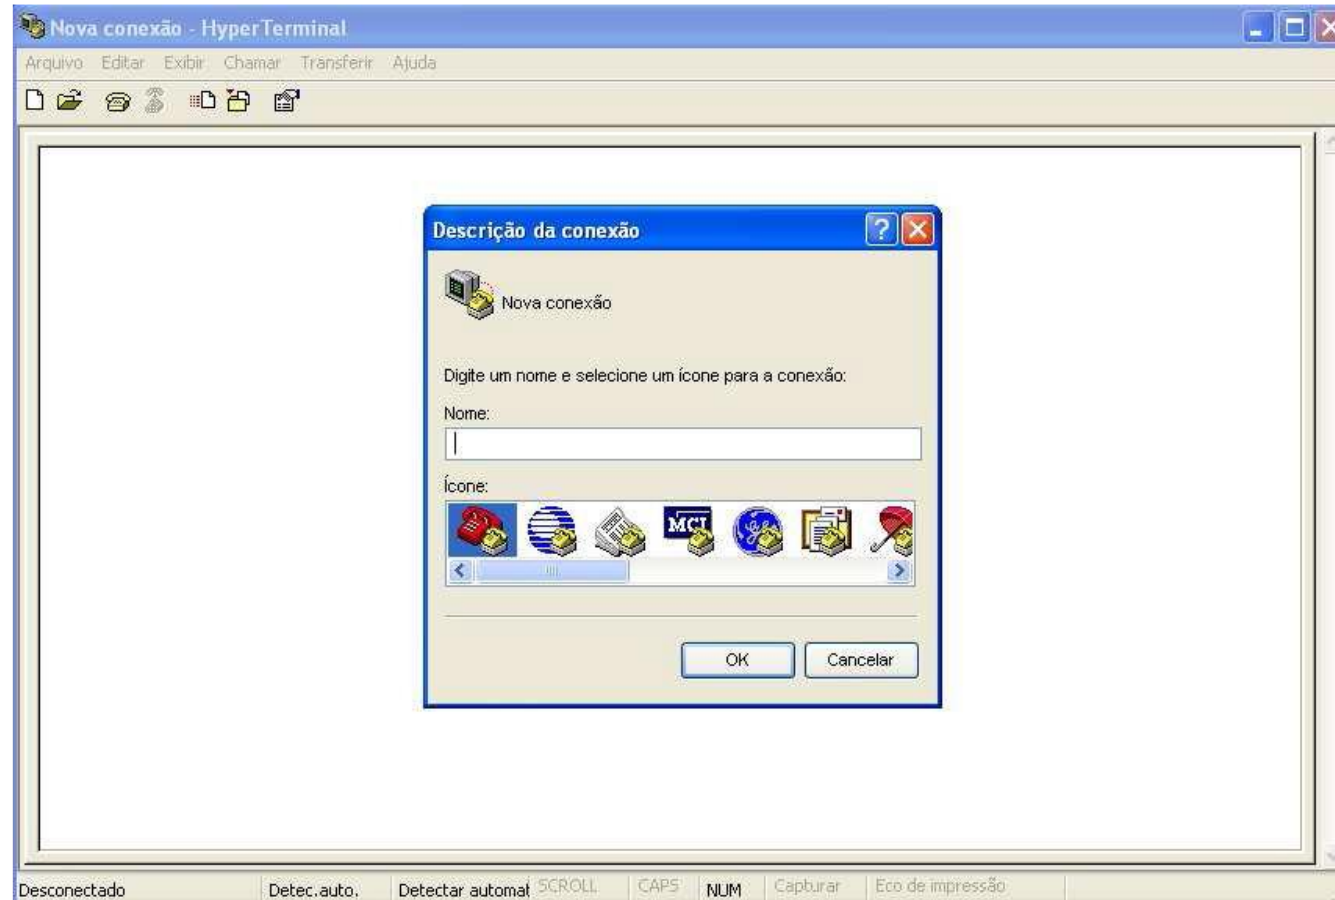 Nova conexão - HyperTerminal
Arquivo Editar Exibir Chamar Transferir Ajuda
Descrição da conexão
Nova conexão
Digite um nome e selecione um ícone para a conexão:
Nome:
Ícone:
MCI
OK Cancelar
Desconectado Detec.auto. Detectar automat SCROLL CAPS NUM Capturar Eco de impressão